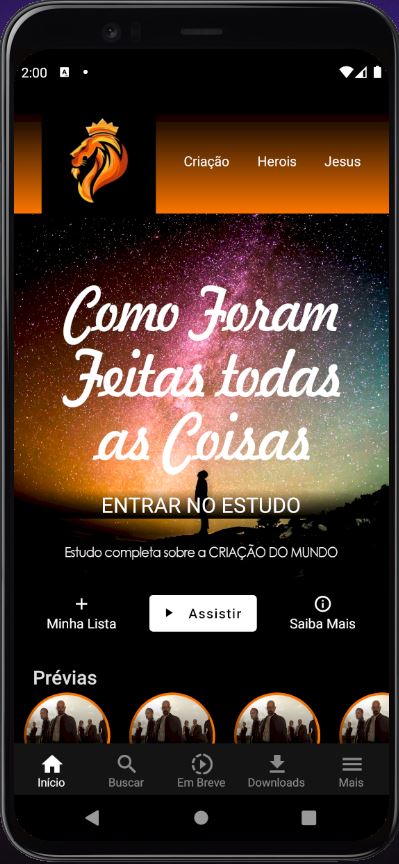 2:00
Criação Herois Jesus
Como Foram
Feitas todas
as Coisas
ENTRAR NO ESTUDO
Estudo completa sobre a CRIAÇÃO DO MUNDO
Minha Lista Assistir Saiba Mais
Prévias
Início Buscar Em Breve Downloads Mais